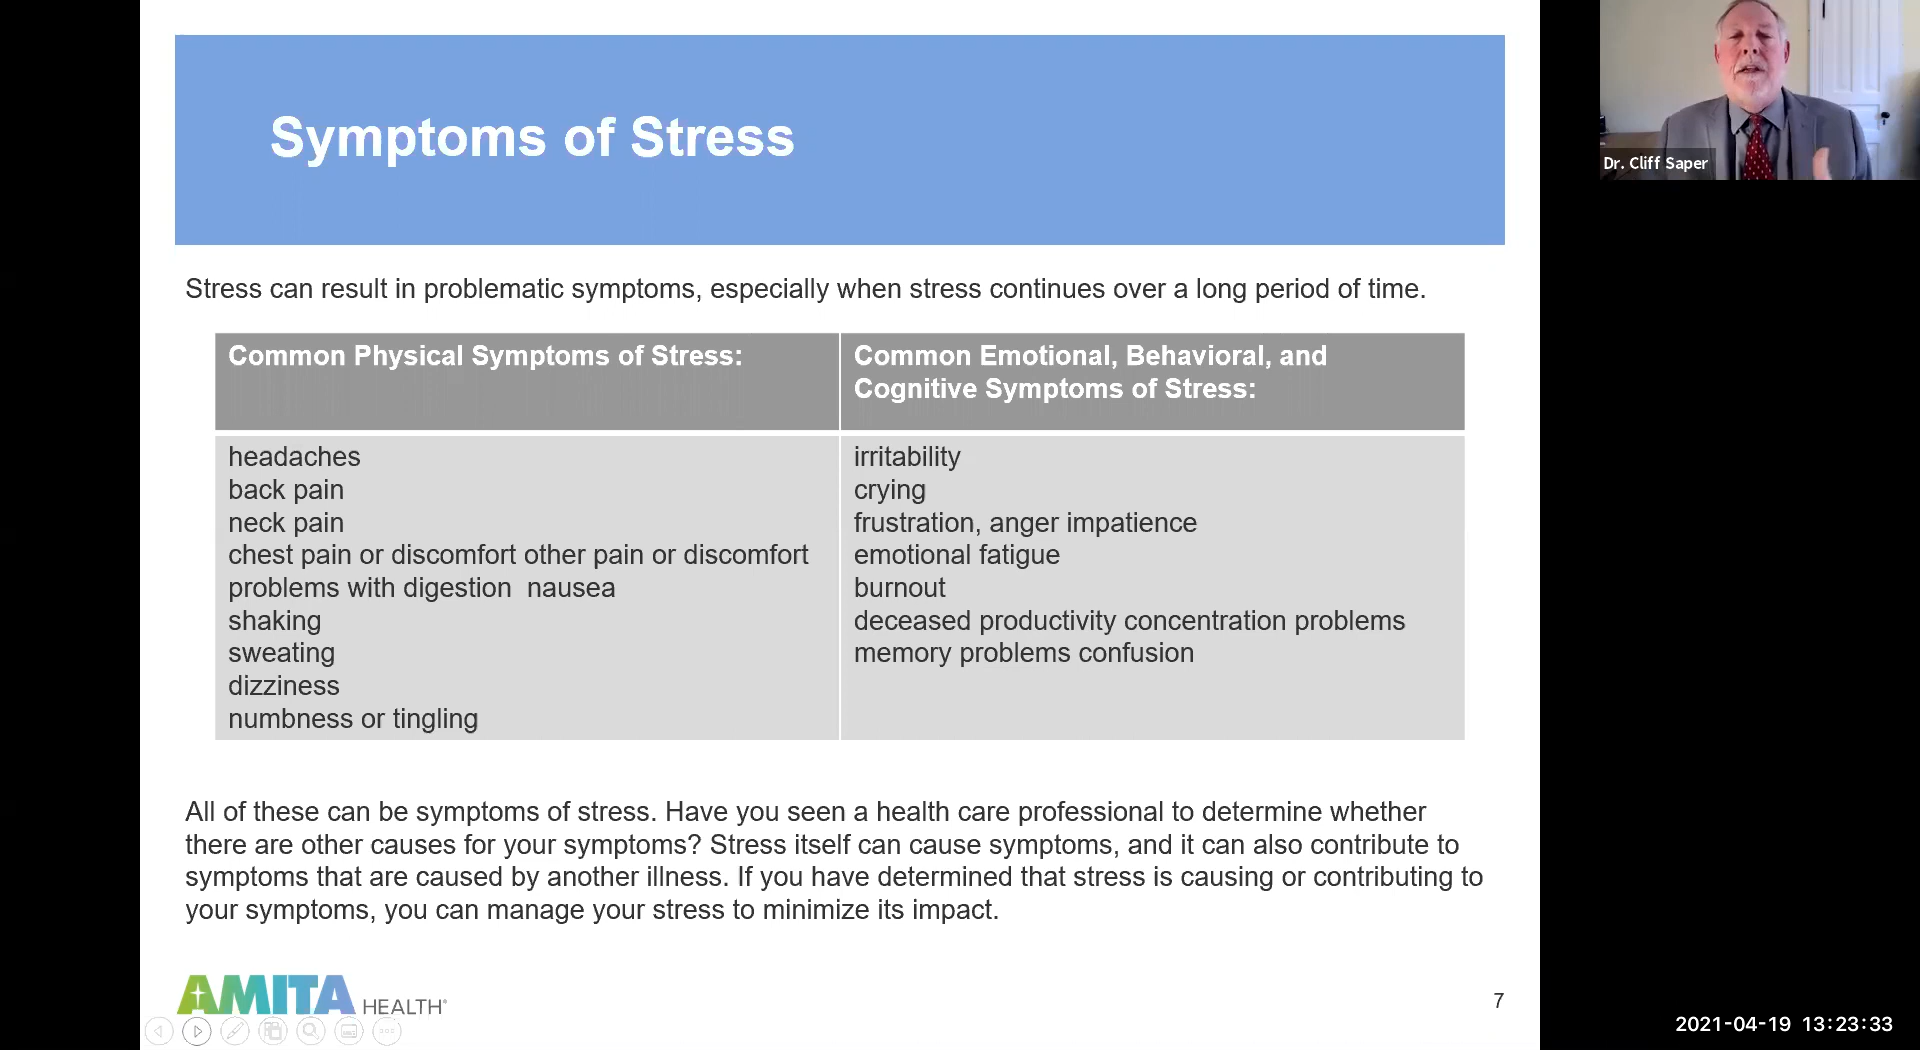 Symptoms of Stress
Dr. Cliff Saper
Stress can result in problematic symptoms, especially when stress continues over a long period of time.
Common Physical Symptoms of Stress:
headaches
back pain
neck pain
chest pain or discomfort other pain or discomfort
problems with digestion  nausea
shaking
sweating
dizziness
numbness or tingling
Common Emotional, Behavioral, and
Cognitive Symptoms of Stress:
irritability
crying
frustration, anger impatience
emotional fatigue
burnout
deceased productivity concentration problems
memory problems confusion
All of these can be symptoms of stress. Have you seen a health care professional to determine whether
there are other causes for your symptoms? Stress itself can cause symptoms, and it can also contribute to
symptoms that are caused by another illness. If you have determined that stress is causing or contributing to
your symptoms, you can manage your stress to minimize its impact.
AMITA HEALTH®
7
2021-04-19 13:23:33